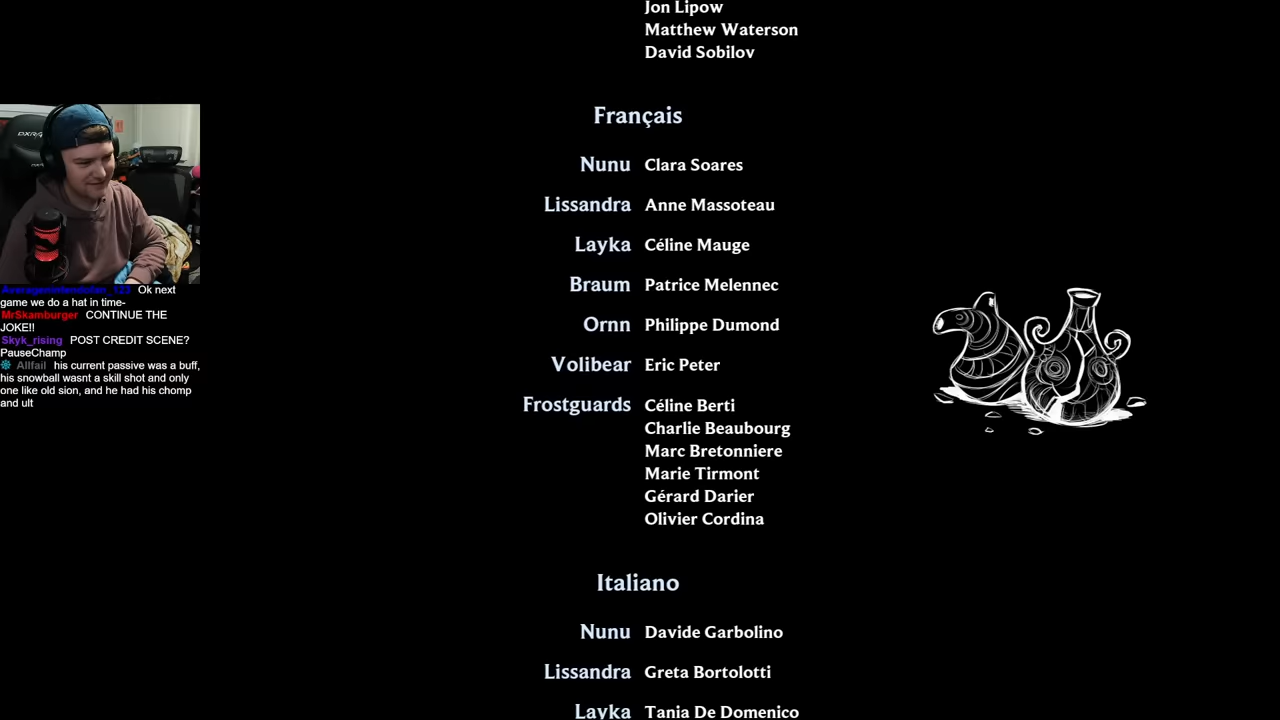 Jon Lipow
Matthew Waterson
David Sobilov
Français
Nunu Clara Soares
Lissandra Anne Massoteau
Layka Céline Mauge
Braum Patrice Melennec
Ornn Philippe Dumond
Volibear Eric Peter
Frostguards Céline Berti
Charlie Beaubourg
Marc Bretonniere
Marie Tirmont
Gérard Darier
Olivier Cordina
Italiano
Nunu Davide Garbolino
Lissandra Greta Bortolotti
Layka Tania De Domenico
DXR
Ok next
game we do a hat in time-
MrSkamburger CONTINUE THE
JOKE!!
Skyk_rising POST CREDIT SCENE?
PauseChamp
Allfail his current passive was a buff,
his snowball wasnt a skill shot and only
one like old sion, and he had his chomp
and ult